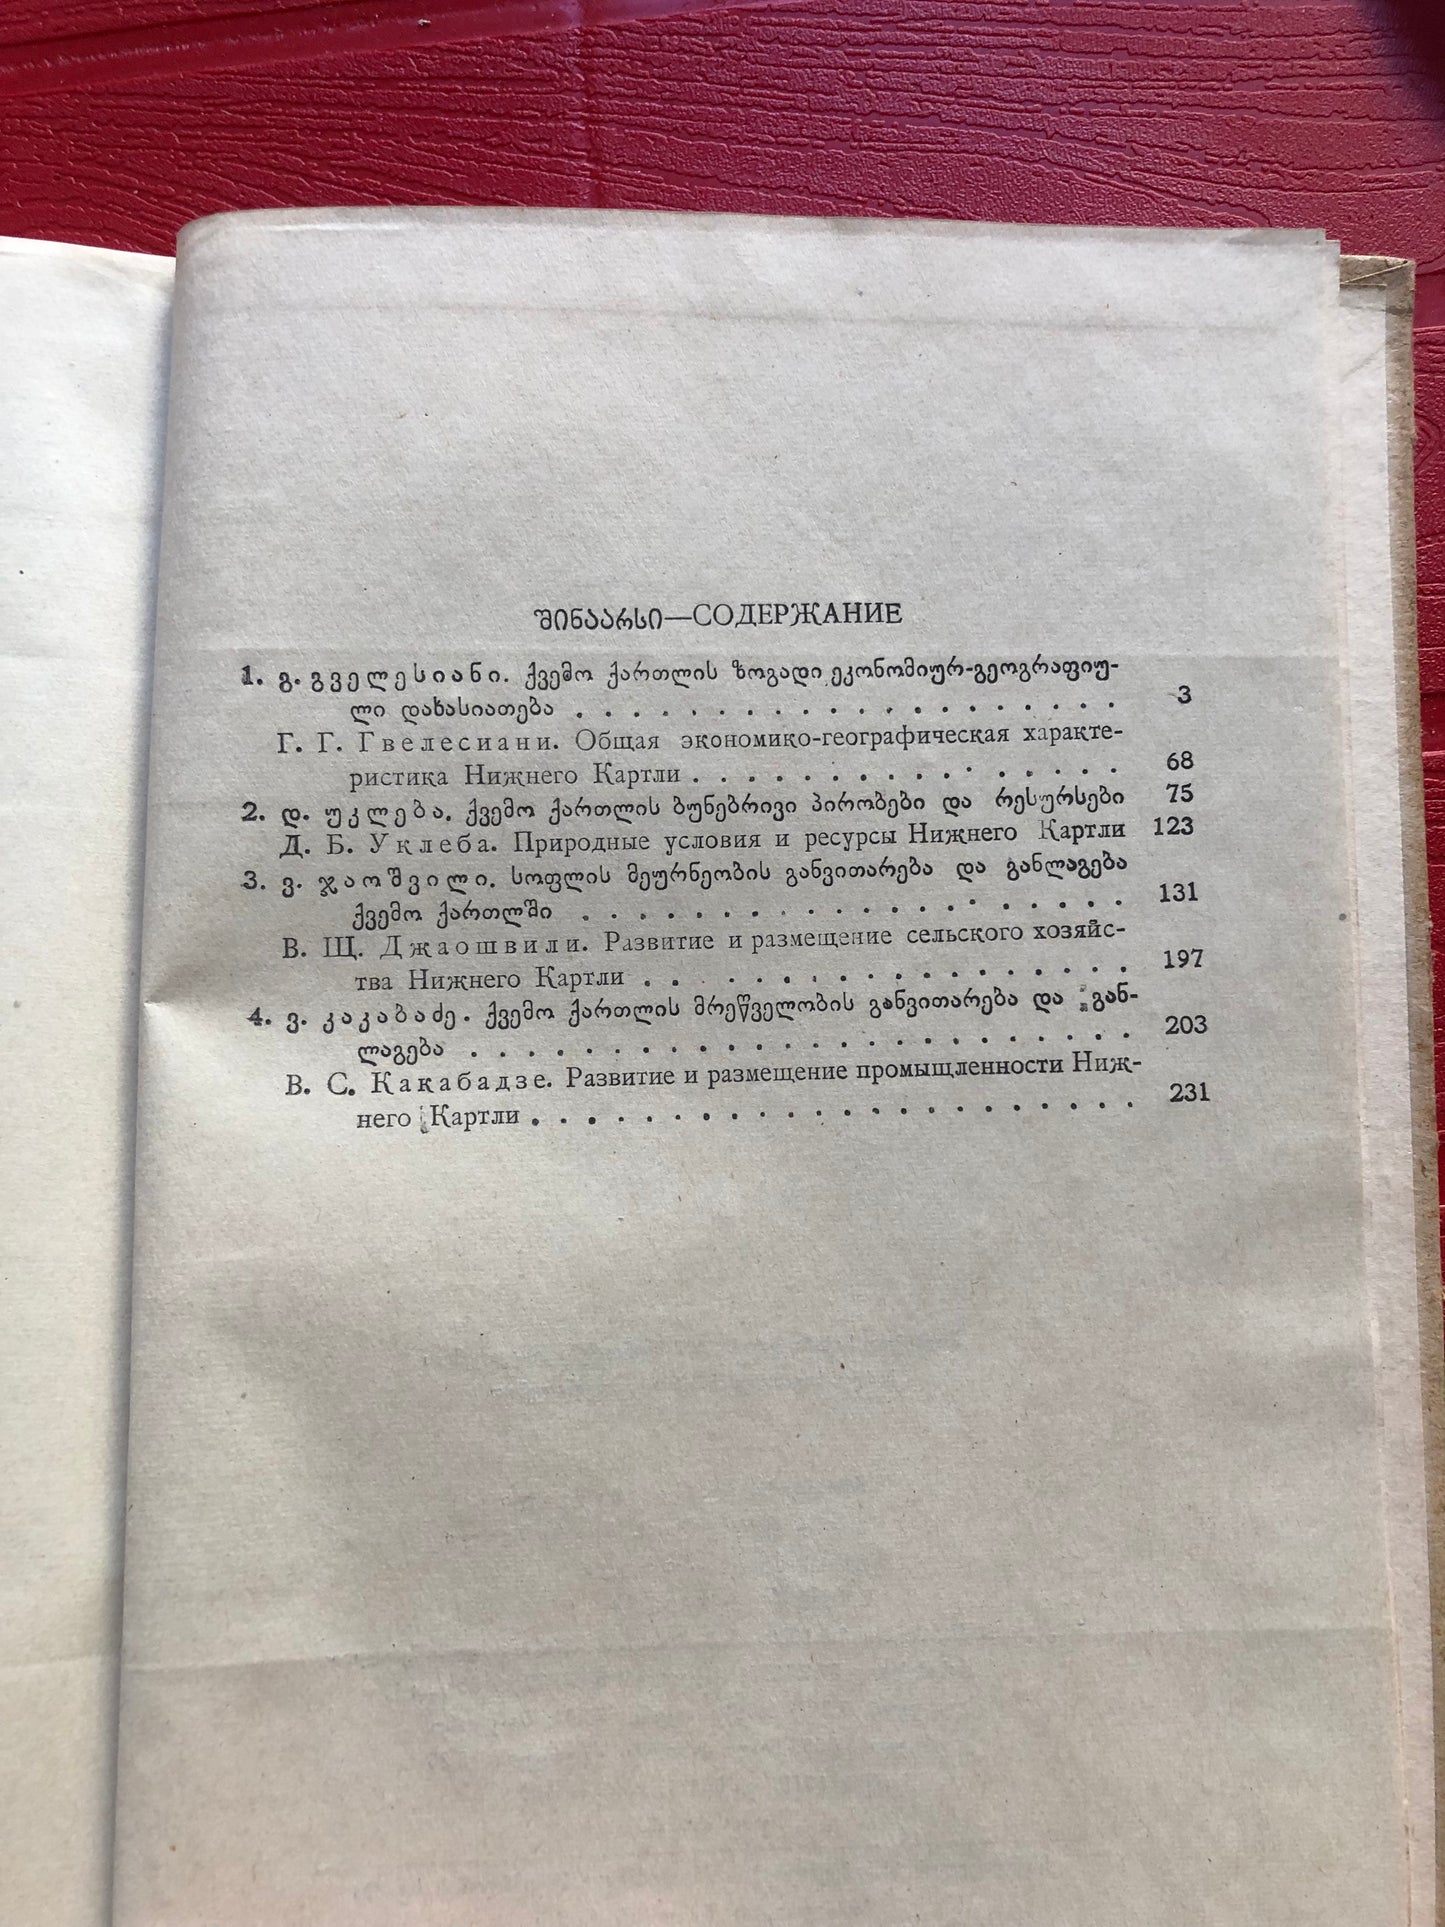 შინაარსი—СОДЕРЖАНИЕ
1. გ. გველესიანი. ქვემო ქართლის ზოგადი ეკონომიურ-გეოგრაფიუ-
ლი დახასიათება . . . . . . . . . . . . . . . . . . . . 3
Г. Г. Гвелесиани. Общая экономико-географическая характе-
ристика Нижнего Картли . . . . . . . . . . . . . . . . 68
2. დ. უკლება. ქვემო ქართლის ბუნებრივი პირობები და რესურსები 75
Д. Б. Уклеба. Природные условия и ресурсы Нижнего Картли 123
3. ვ. ჯაოშვილი. სოფლის მეურნეობის განვითარება და განლაგება
ქვემო ქართლში . . . . . . . . . . . . . . . . . . . . 131
В. Щ. Джаошвили. Развитие и размещение сельского хозяйс-
тва Нижнего Картли . . . . . . . . . . . . . . . . . . 197
4. ვ. კაკაბაძე. ქვემო ქართლის მრეწველობის განვითარება და გან-
ლაგება . . . . . . . . . . . . . . . . . . . . . . . . 203
В. С. Какабадзе. Развитие и размещение промыщленности Ниж-
него Картли . . . . . . . . . . . . . . . . . . . . . . 231